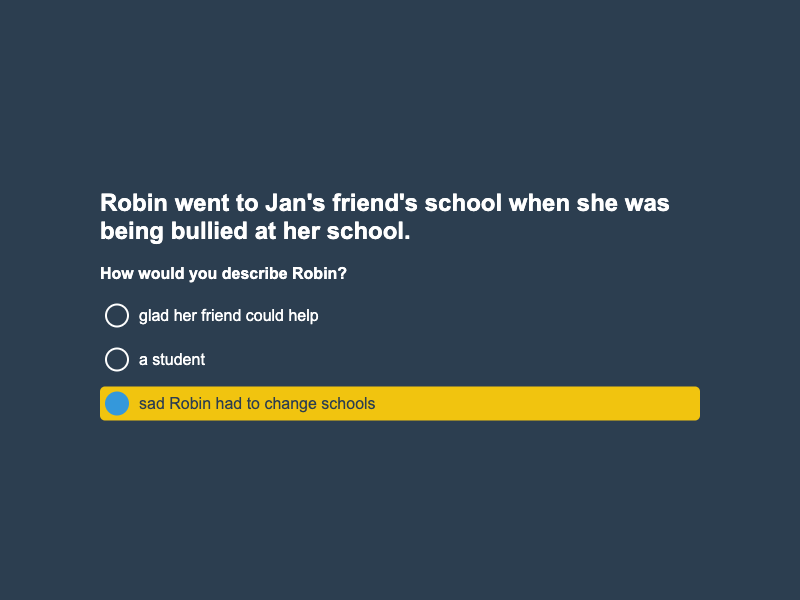 Robin went to Jan's friend's school when she was
being bullied at her school.
How would you describe Robin?
glad her friend could help
a student
sad Robin had to change schools